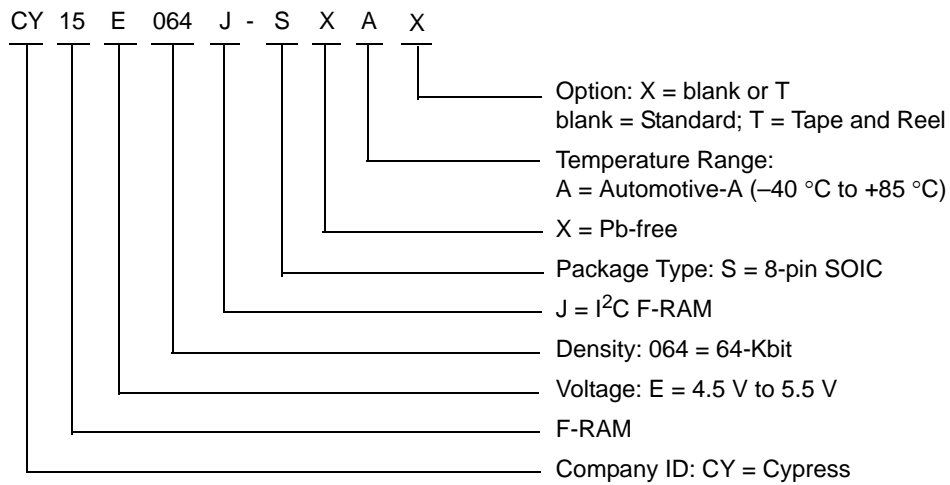 CY 15 E 064 J - S X A X
Option: X = blank or T
blank = Standard; T = Tape and Reel
Temperature Range:
A = Automotive-A (–40 °C to +85 °C)
X = Pb-free
Package Type: S = 8-pin SOIC
J = I²C F-RAM
Density: 064 = 64-Kbit
Voltage: E = 4.5 V to 5.5 V
F-RAM
Company ID: CY = Cypress